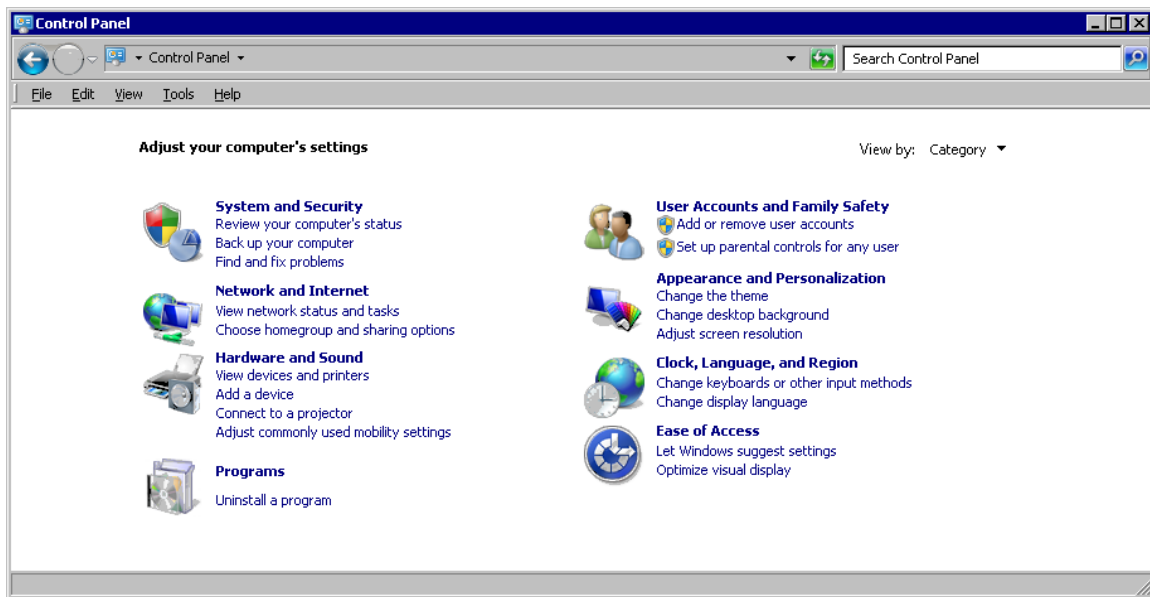 Control Panel
Control Panel
Search Control Panel
File Edit View Tools Help
Adjust your computer's settings
View by: Category
System and Security
Review your computer's status
Back up your computer
Find and fix problems
Network and Internet
View network status and tasks
Choose homegroup and sharing options
Hardware and Sound
View devices and printers
Add a device
Connect to a projector
Adjust commonly used mobility settings
Programs
Uninstall a program
User Accounts and Family Safety
Add or remove user accounts
Set up parental controls for any user
Appearance and Personalization
Change the theme
Change desktop background
Adjust screen resolution
Clock, Language, and Region
Change keyboards or other input methods
Change display language
Ease of Access
Let Windows suggest settings
Optimize visual display